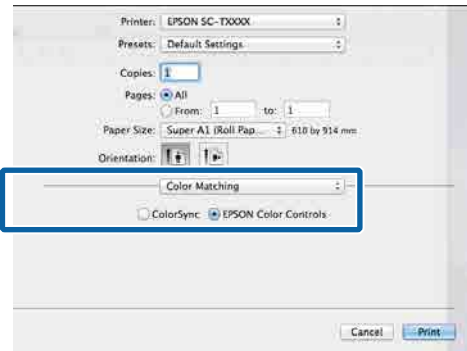 Printer: EPSON SC-TXXXX
Presets: Default Settings
Copies: 1
Pages: All
From: 1 to: 1
Paper Size: Super A1 (Roll Pap... 610 by 914 mm
Orientation:
Color Matching
ColorSync EPSON Color Controls
Cancel Print